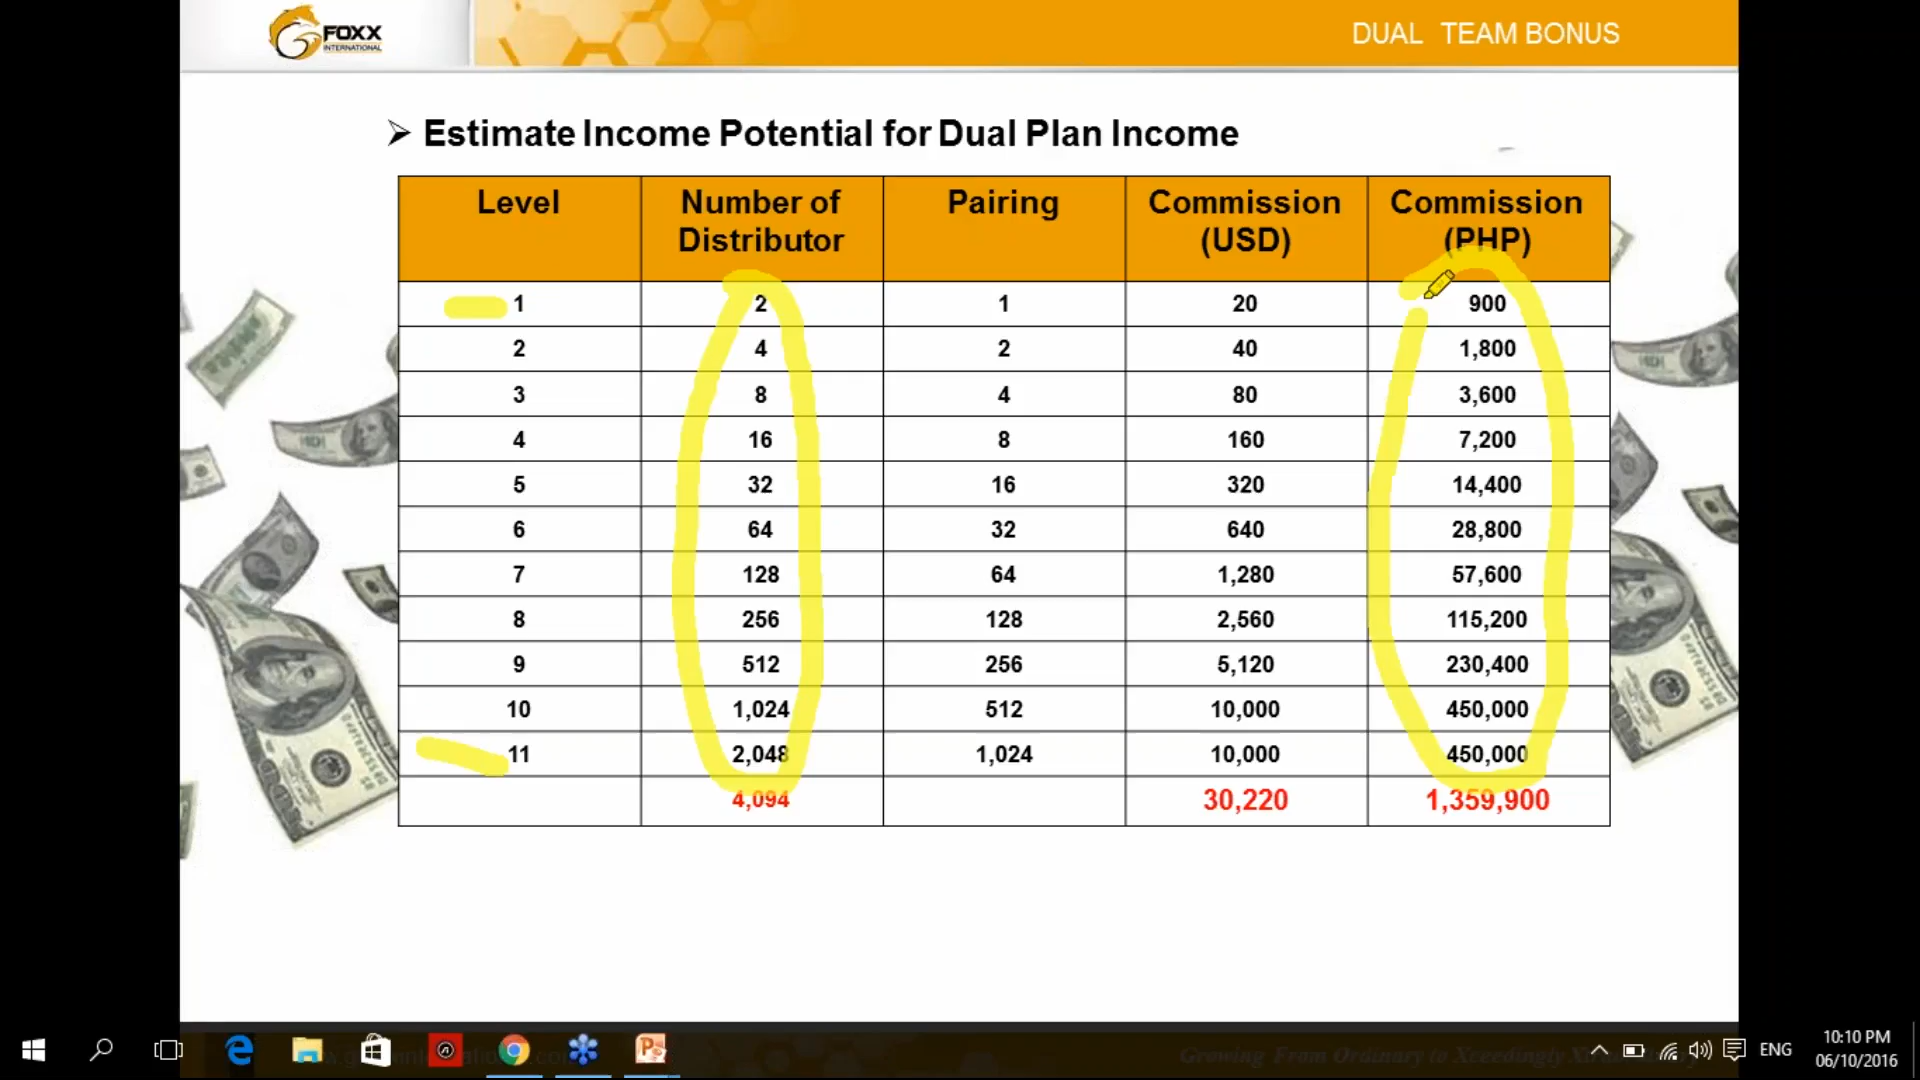 FOXX
INTERNATIONAL
DUAL TEAM BONUS
Estimate Income Potential for Dual Plan Income
Level Number of Distributor Pairing Commission (USD) Commission (PHP)
1 2 1 20 900
2 4 2 40 1,800
3 8 4 80 3,600
4 16 8 160 7,200
5 32 16 320 14,400
6 64 32 640 28,800
7 128 64 1,280 57,600
8 256 128 2,560 115,200
9 512 256 5,120 230,400
10 1,024 512 10,000 450,000
11 2,048 1,024 10,000 450,000
4,094 30,220 1,359,900
Growing From Ordinary to Xceedingly
ENG
10:10 PM
06/10/2016